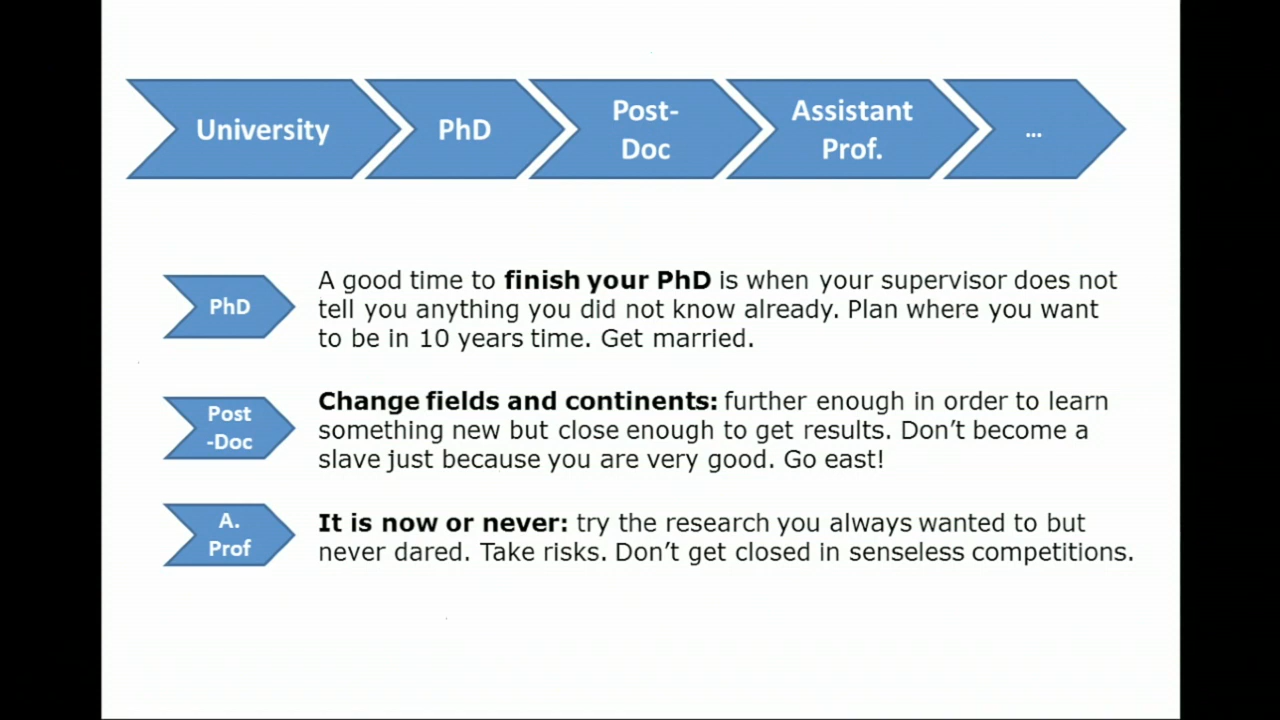 University
PhD
Post-
Doc
Assistant
Prof.
...
PhD
A good time to finish your PhD is when your supervisor does not
tell you anything you did not know already. Plan where you want
to be in 10 years time. Get married.
Post
-Doc
Change fields and continents: further enough in order to learn
something new but close enough to get results. Don't become a
slave just because you are very good. Go east!
A.
Prof
It is now or never: try the research you always wanted to but
never dared. Take risks. Don't get closed in senseless competitions.